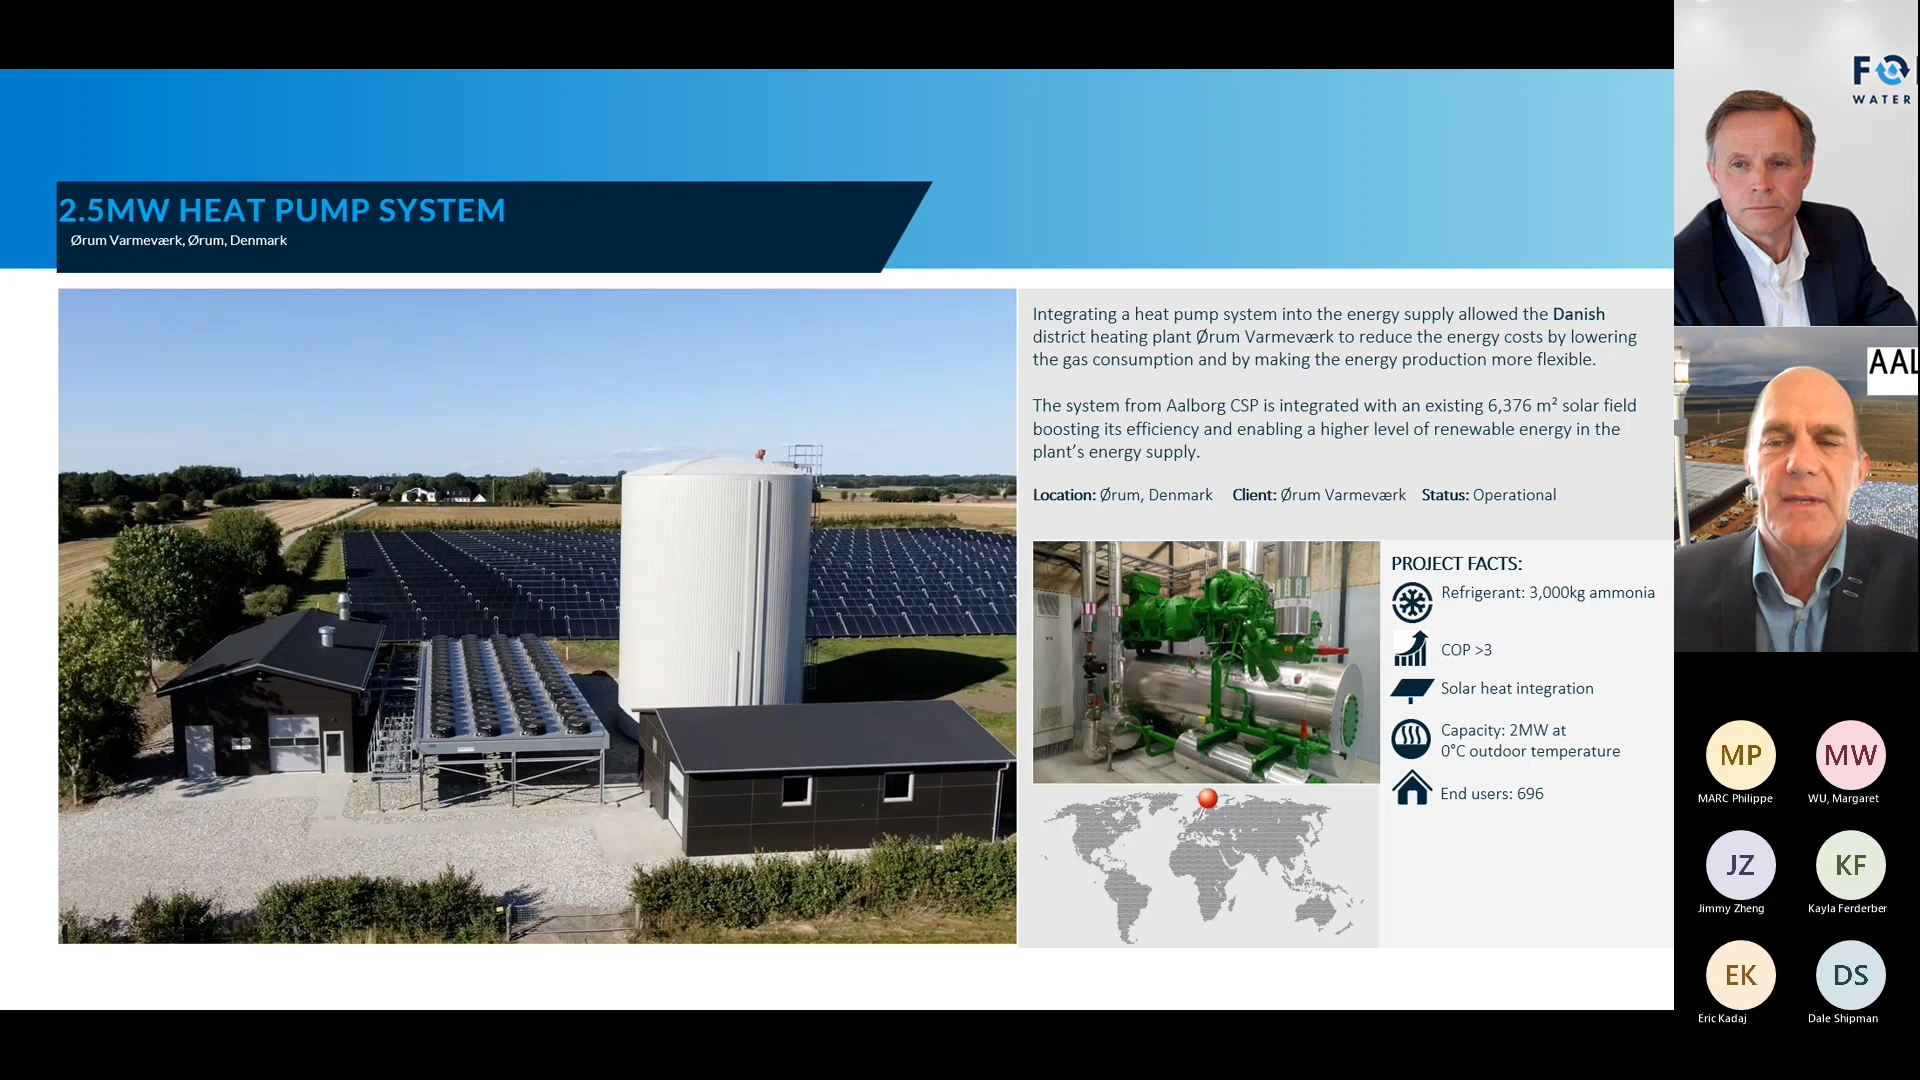 2.5MW HEAT PUMP SYSTEM
Ørum Varmeværk, Ørum, Denmark
Integrating a heat pump system into the energy supply allowed the Danish
district heating plant Ørum Varmeværk to reduce the energy costs by lowering
the gas consumption and by making the energy production more flexible.
The system from Aalborg CSP is integrated with an existing 6,376 m² solar field
boosting its efficiency and enabling a higher level of renewable energy in the
plant's energy supply.
Location: Ørum, Denmark Client: Ørum Varmeværk Status: Operational
PROJECT FACTS:
Refrigerant: 3,000kg ammonia
COP >3
Solar heat integration
Capacity: 2MW at
0°C outdoor temperature
End users: 696
WATER
AAL
MP
MARC Philippe
MW
WU, Margaret
JZ
Jimmy Zheng
KF
Kayla Ferderber
EK
Eric Kadaj
DS
Dale Shipman